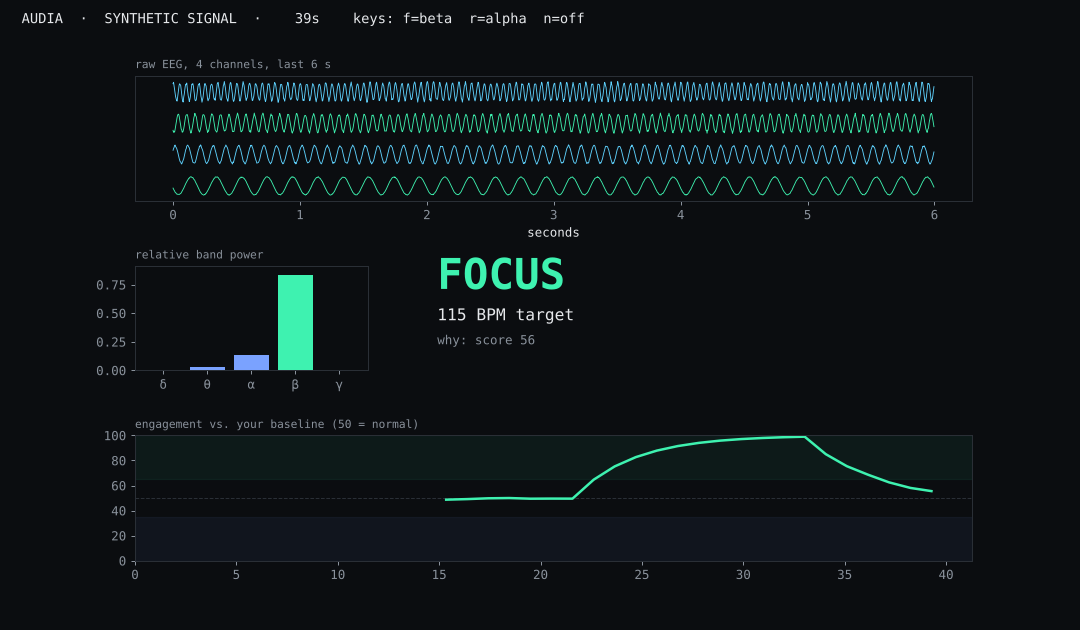 AUDIA · SYNTHETIC SIGNAL · 39s keys: f=beta r=alpha n=off
raw EEG, 4 channels, last 6 s
0 1 2 3 4 5 6
seconds
relative band power
0.75
0.50
0.25
0.00
δ θ α β γ
FOCUS
115 BPM target
why: score 56
engagement vs. your baseline (50 = normal)
100
80
60
40
20
0
0 5 10 15 20 25 30 35 40